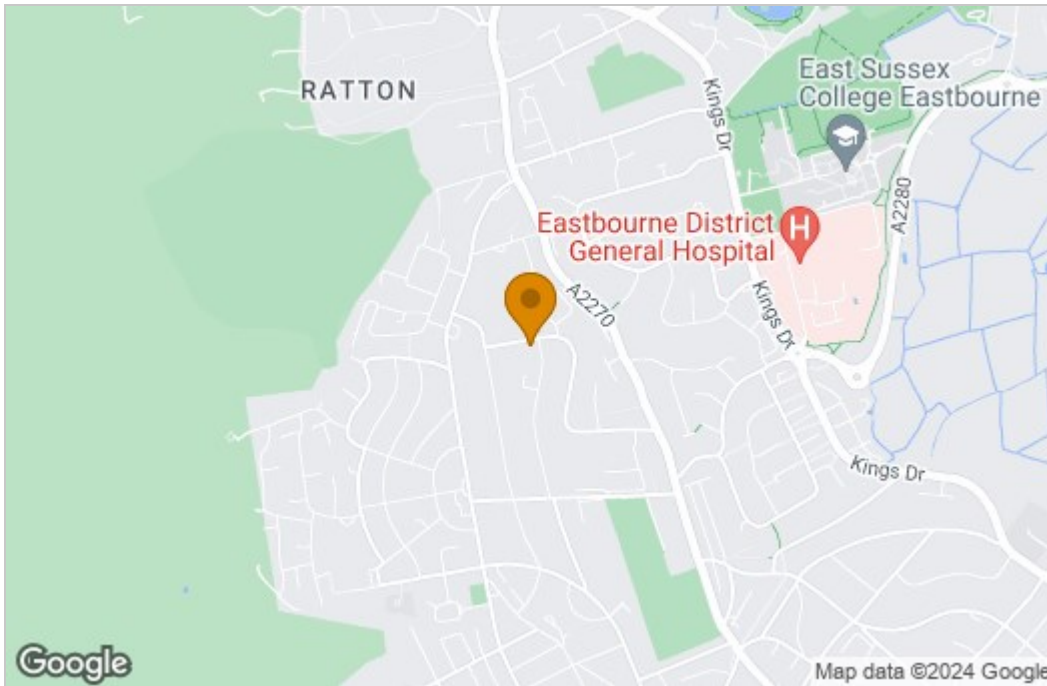 RATTON
East Sussex
College Eastbourne
Kings Dr
A2280
Eastbourne District
General Hospital
H
A2270
Kings Dr
Kings Dr
Google
Map data ©2024 Google